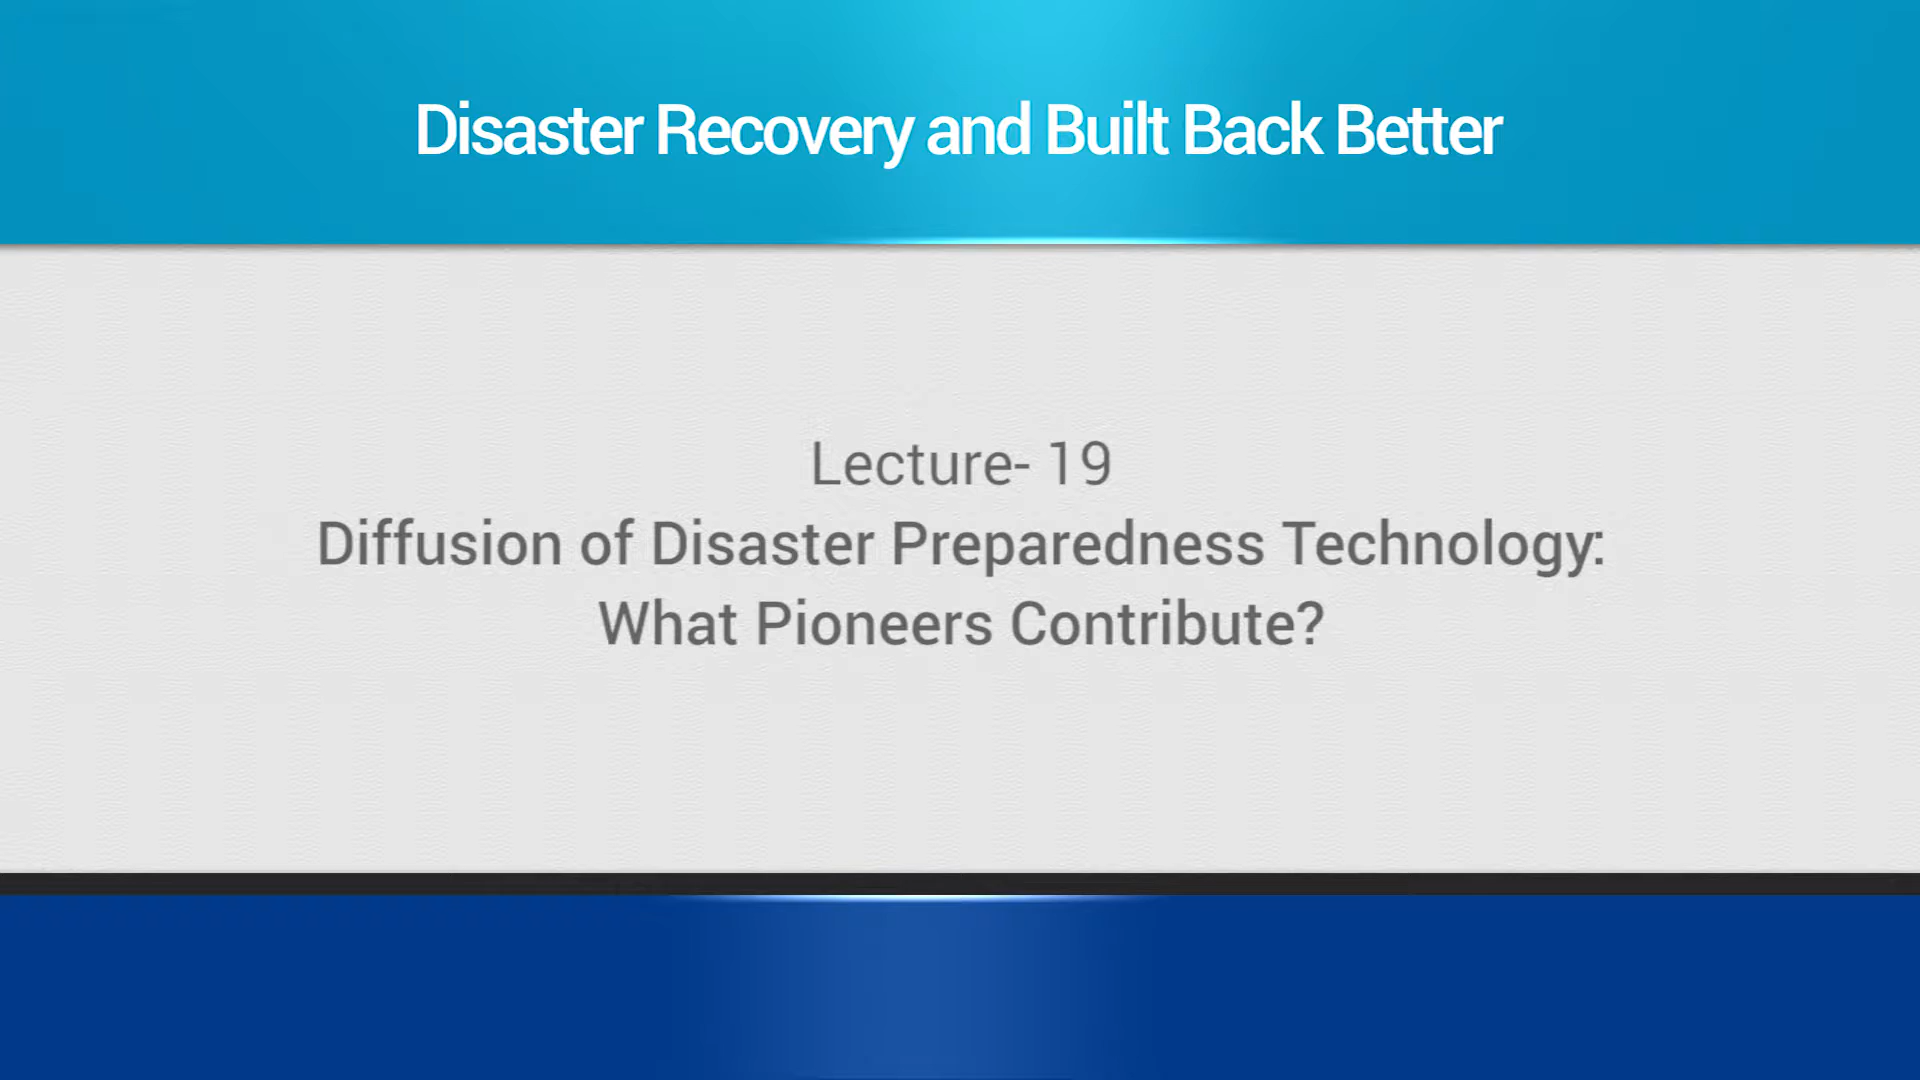 Disaster Recovery and Built Back Better
Lecture- 19
Diffusion of Disaster Preparedness Technology:
What Pioneers Contribute?